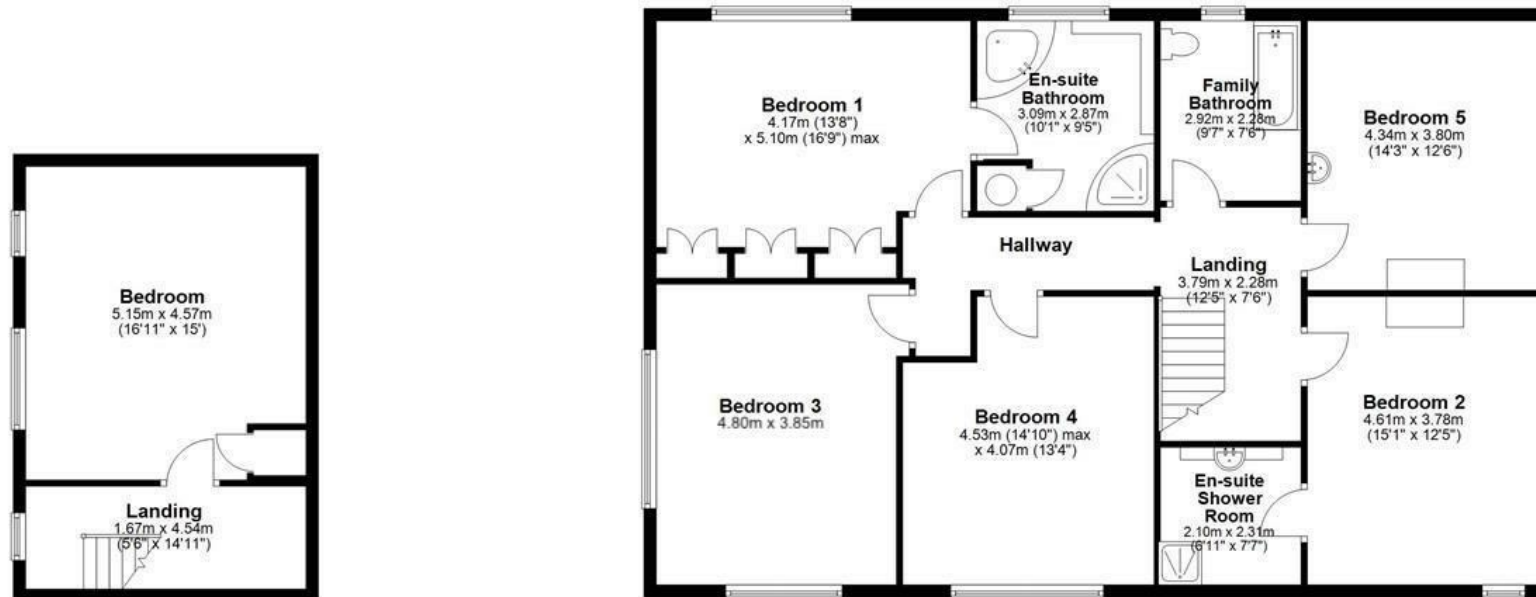 Bedroom
5.15m x 4.57m
(16'11" x 15')
Landing
1.67m x 4.54m
(5'6" x 14'11")
Bedroom 1
4.17m (13'8")
x 5.10m (16'9") max
En-suite
Bathroom
3.09m x 2.87m
(10'1" x 9'5")
Family
Bathroom
2.92m x 2.28m
(9'7" x 7'6")
Bedroom 5
4.34m x 3.80m
(14'3" x 12'6")
Hallway
Landing
3.79m x 2.28m
(12'5" x 7'6")
Bedroom 3
4.80m x 3.85m
Bedroom 4
4.53m (14'10") max
x 4.07m (13'4")
Bedroom 2
4.61m x 3.78m
(15'1" x 12'5")
En-suite
Shower
Room
2.10m x 2.31m
(6'11" x 7'7")